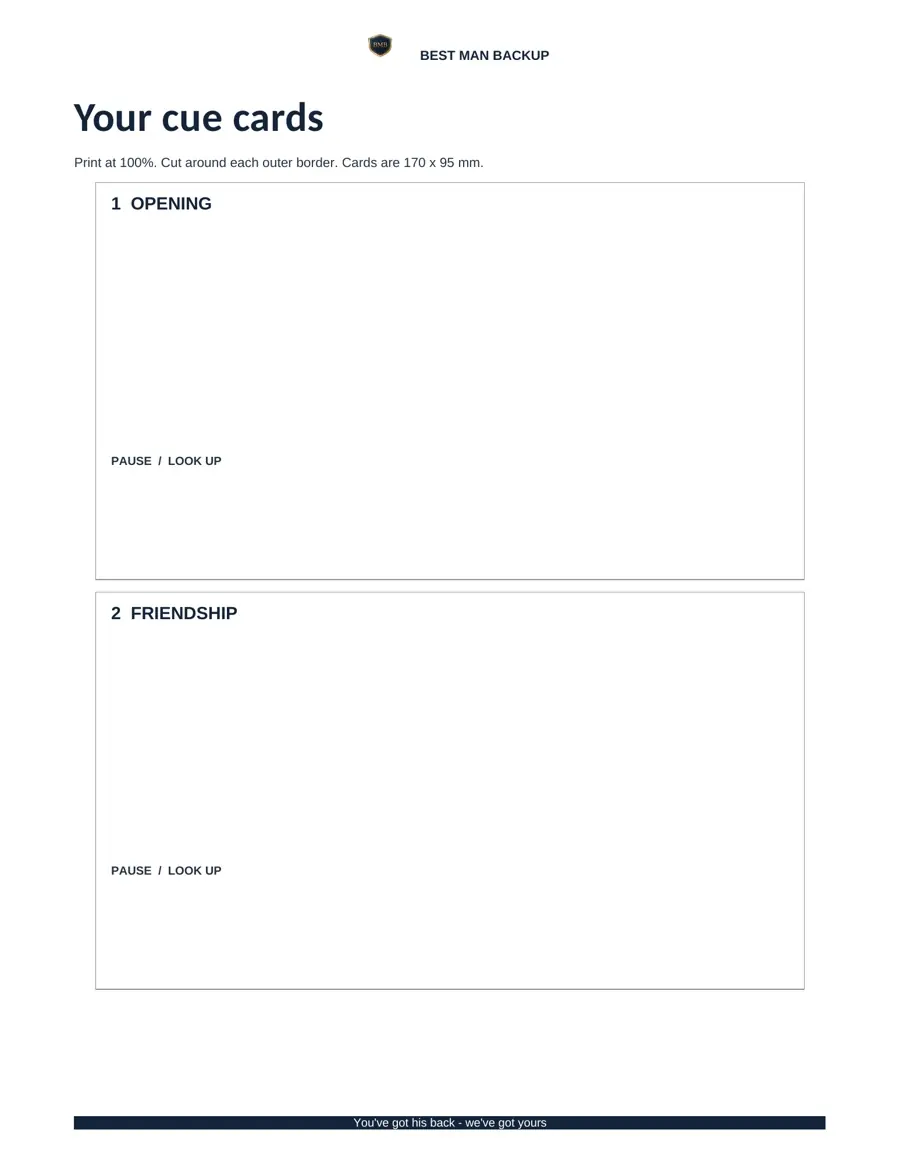 BMB
BEST MAN BACKUP
Your cue cards
Print at 100%. Cut around each outer border. Cards are 170 x 95 mm.
1 OPENING
PAUSE / LOOK UP
2 FRIENDSHIP
PAUSE / LOOK UP
You've got his back - we've got yours